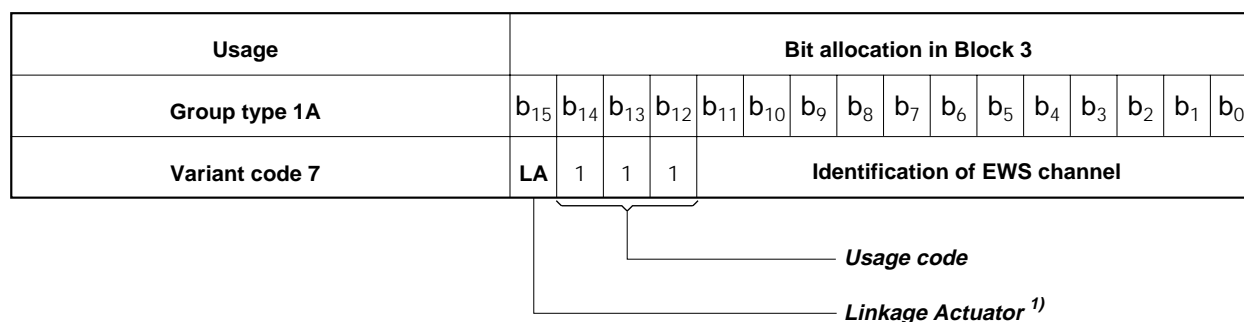 Usage Bit allocation in Block 3
Group type 1A b15 b14 b13 b12 b11 b10 b9 b8 b7 b6 b5 b4 b3 b2 b1 b0
Variant code 7 LA 1 1 1 Identification of EWS channel
Usage code
Linkage Actuator 1)